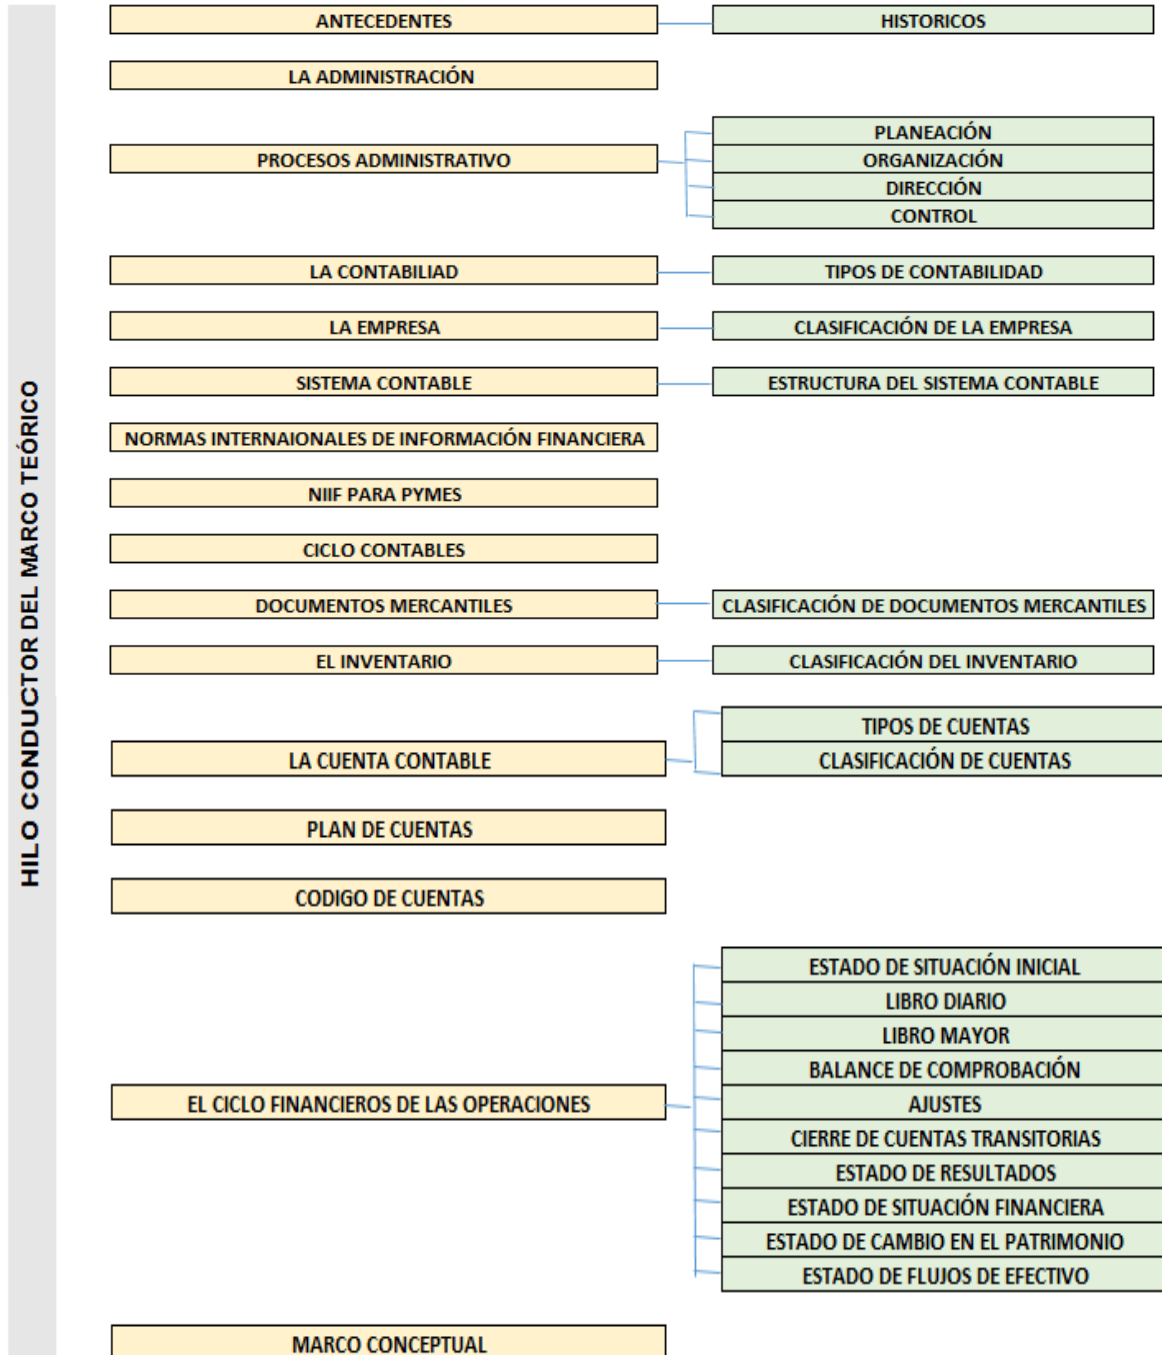 HILO CONDUCTOR DEL MARCO TEÓRICO
ANTECEDENTES
HISTORICOS
LA ADMINISTRACIÓN
PROCESOS ADMINISTRATIVO
PLANEACIÓN
ORGANIZACIÓN
DIRECCIÓN
CONTROL
LA CONTABILIAD
TIPOS DE CONTABILIDAD
LA EMPRESA
CLASIFICACIÓN DE LA EMPRESA
SISTEMA CONTABLE
ESTRUCTURA DEL SISTEMA CONTABLE
NORMAS INTERNAIONALES DE INFORMACIÓN FINANCIERA
NIIF PARA PYMES
CICLO CONTABLES
DOCUMENTOS MERCANTILES
CLASIFICACIÓN DE DOCUMENTOS MERCANTILES
EL INVENTARIO
CLASIFICACIÓN DEL INVENTARIO
LA CUENTA CONTABLE
TIPOS DE CUENTAS
CLASIFICACIÓN DE CUENTAS
PLAN DE CUENTAS
CODIGO DE CUENTAS
EL CICLO FINANCIEROS DE LAS OPERACIONES
ESTADO DE SITUACIÓN INICIAL
LIBRO DIARIO
LIBRO MAYOR
BALANCE DE COMPROBACIÓN
AJUSTES
CIERRE DE CUENTAS TRANSITORIAS
ESTADO DE RESULTADOS
ESTADO DE SITUACIÓN FINANCIERA
ESTADO DE CAMBIO EN EL PATRIMONIO
ESTADO DE FLUJOS DE EFECTIVO
MARCO CONCEPTUAL